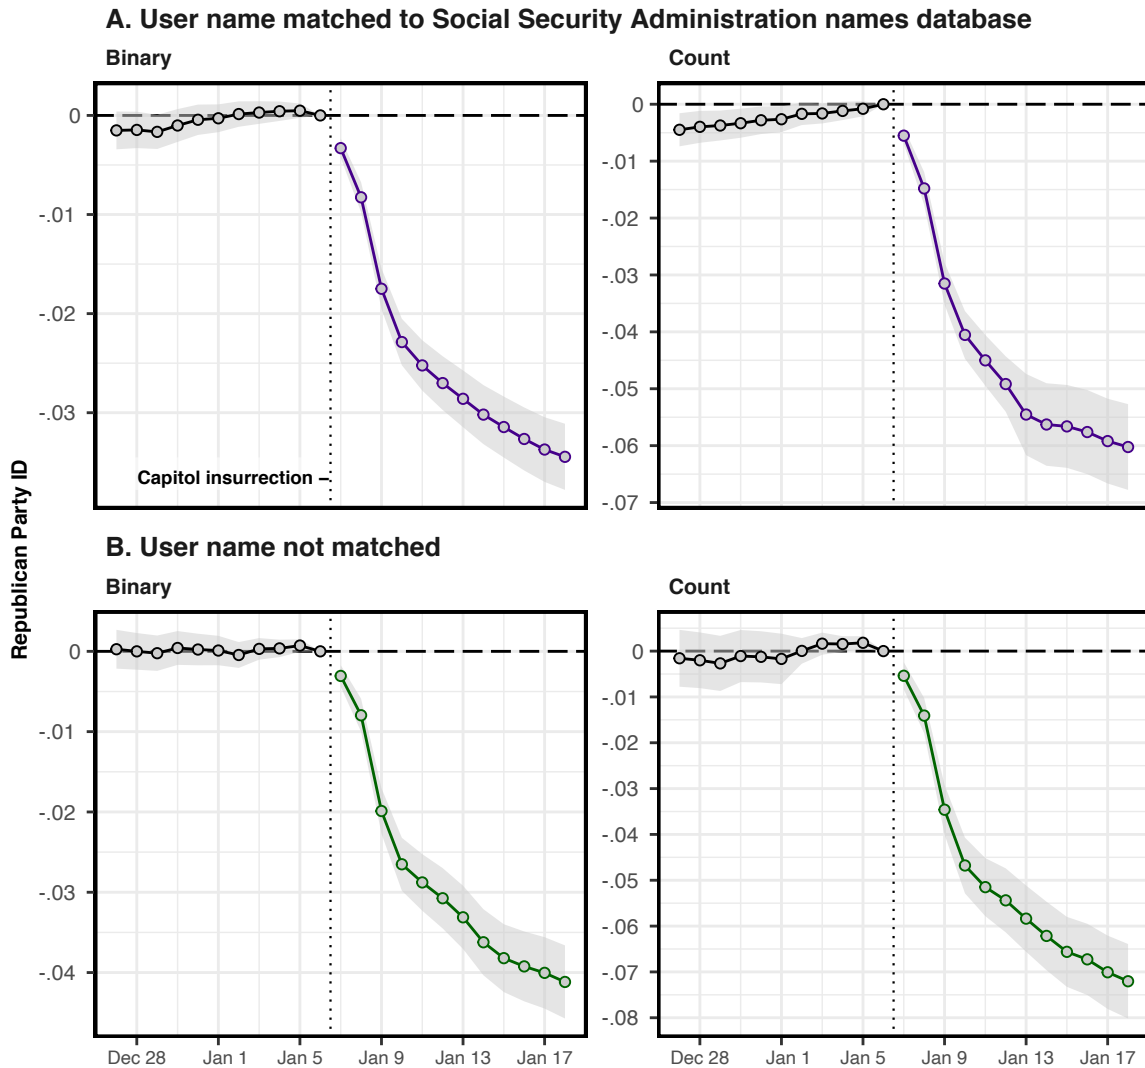 A. User name matched to Social Security Administration names database
Binary
Count
0
-.01
-.02
-.03
Capitol insurrection –
0
-.01
-.02
-.03
-.04
-.05
-.06
-.07
Republican Party ID
B. User name not matched
Binary
Count
0
-.01
-.02
-.03
-.04
0
-.01
-.02
-.03
-.04
-.05
-.06
-.07
-.08
Dec 28 Jan 1 Jan 5 Jan 9 Jan 13 Jan 17
Dec 28 Jan 1 Jan 5 Jan 9 Jan 13 Jan 17